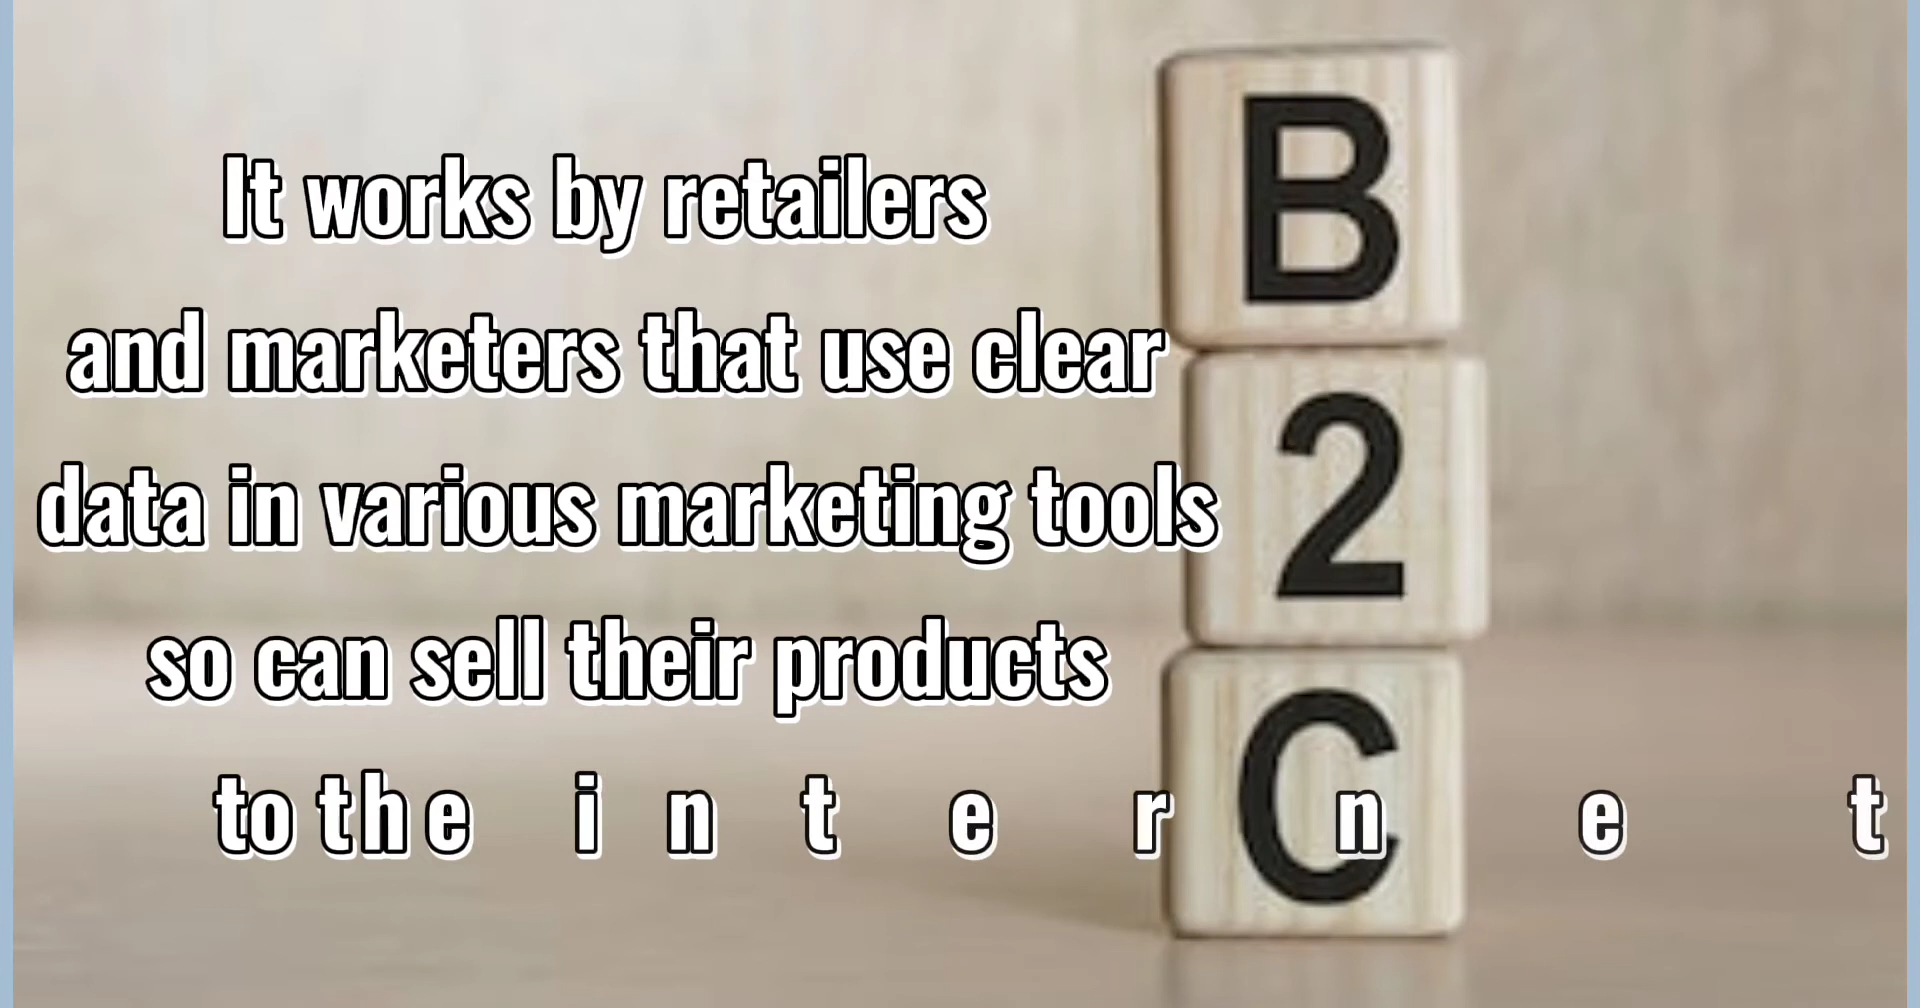 It works by retailers
and marketers that use clear
data in various marketing tools
so can sell their products
to the internet
B
2
C